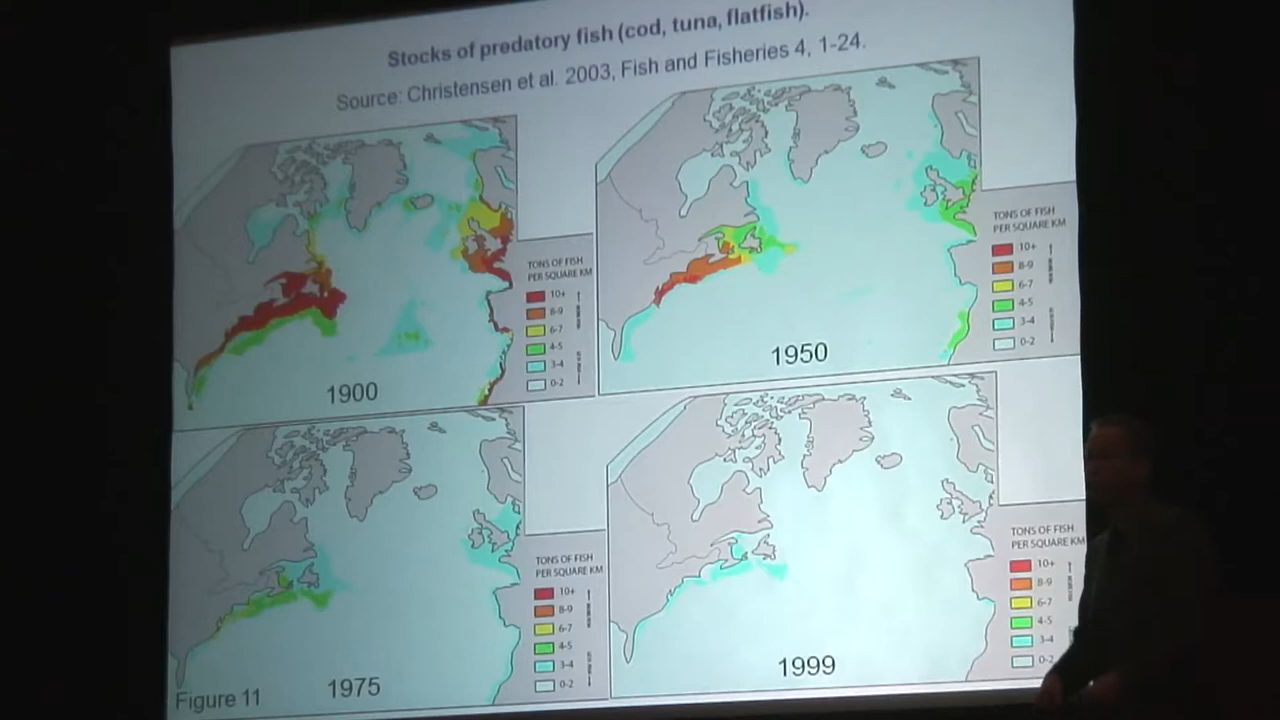 Stocks of predatory fish (cod, tuna, flatfish).
Source: Christensen et al. 2003, Fish and Fisheries 4, 1-24.
TONS OF FISH
PER SQUARE KM
10+
8-9
6-7
4-5
3-4
0-2
1900
TONS OF FISH
PER SQUARE KM
10+
8-9
6-7
4-5
3-4
0-2
1950
TONS OF FISH
PER SQUARE KM
10+
8-9
6-7
4-5
3-4
0-2
1975
Figure 11
TONS OF FISH
PER SQUARE KM
10+
8-9
6-7
4-5
3-4
0-2
1999